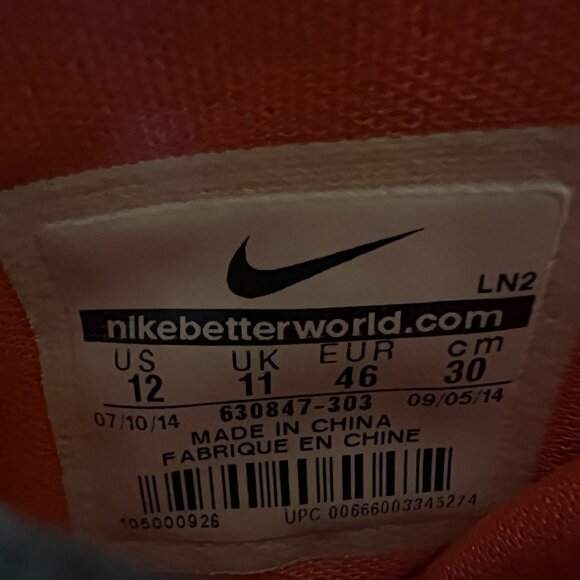 LN2
nikebetterworld.com
US UK EUR cm
12 11 46 30
07/10/14 630847-303 09/05/14
MADE IN CHINA
FABRIQUE EN CHINE
105000926 UPC 00666003345274